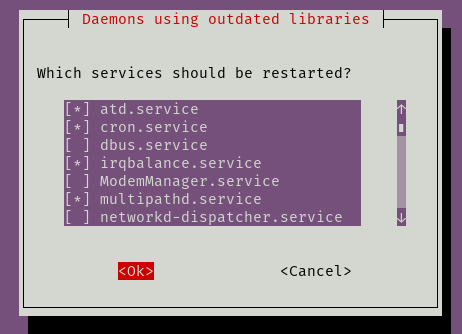 Daemons using outdated libraries
Which services should be restarted?
[*] atd.service
[*] cron.service
[ ] dbus.service
[*] irqbalance.service
[ ] ModemManager.service
[*] multipathd.service
[ ] networkd-dispatcher.service
<Ok> <Cancel>